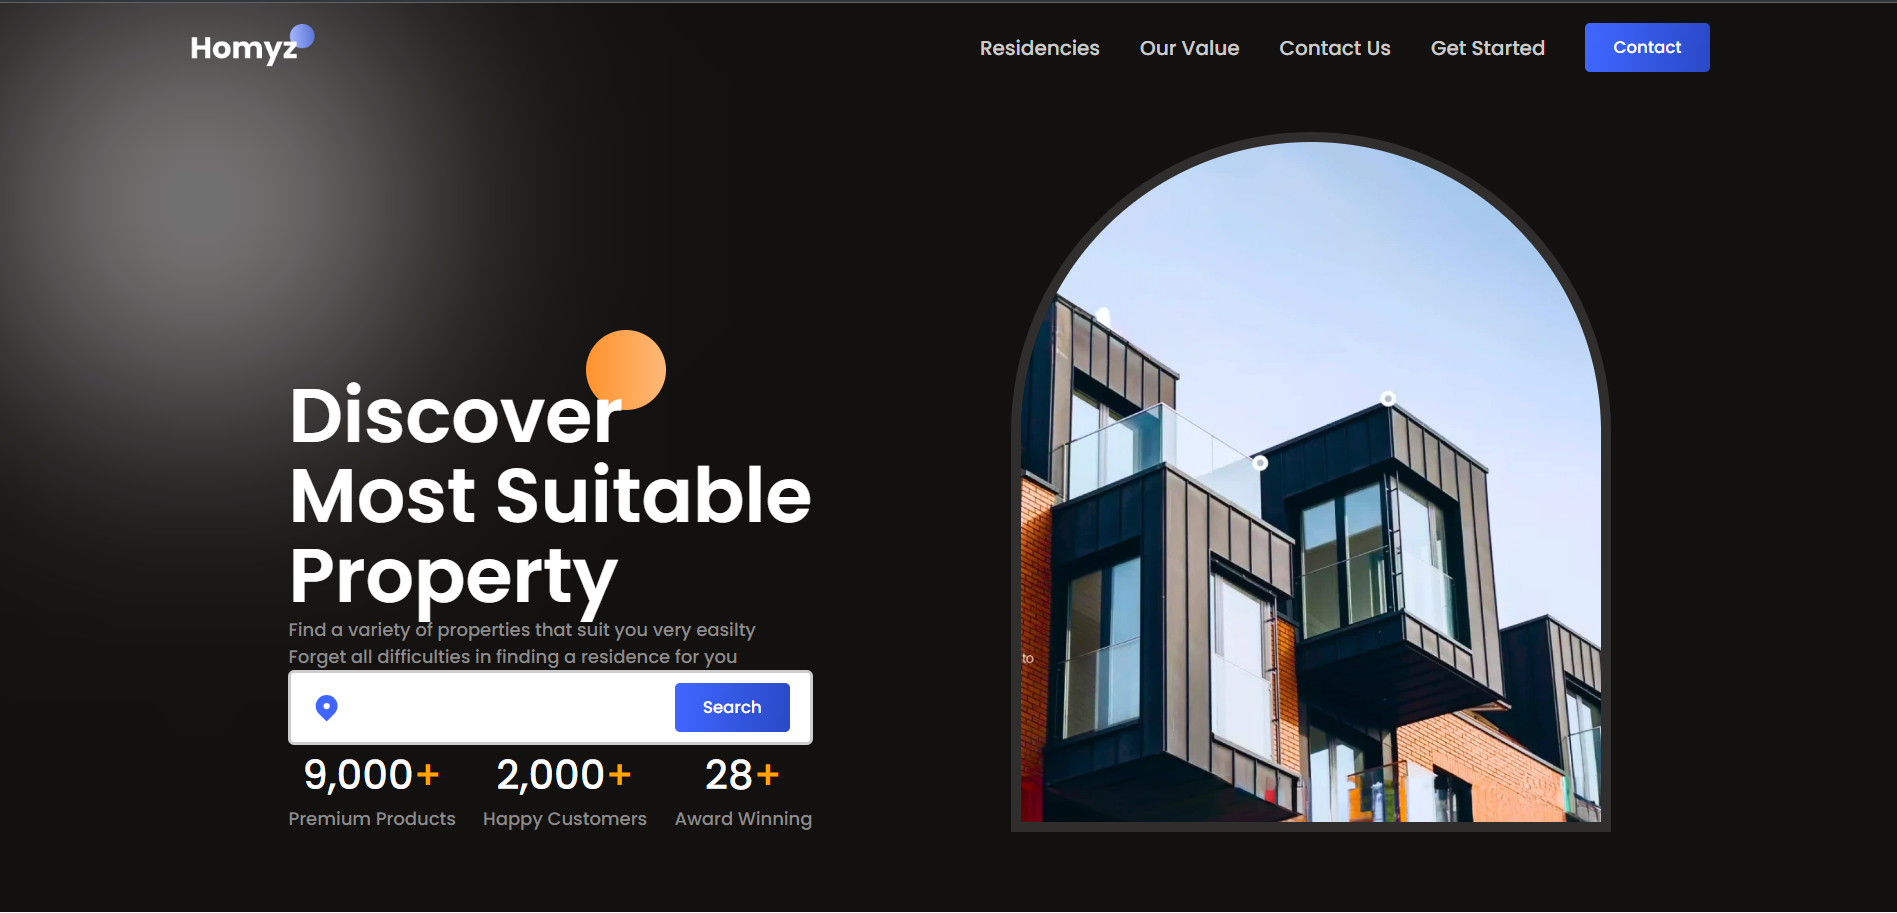 Homyz
Residencies
Our Value
Contact Us
Get Started
Contact
Discover
Most Suitable
Property
Find a variety of properties that suit you very easilty
Forget all difficulties in finding a residence for you
Search
9,000+
2,000+
28+
Premium Products
Happy Customers
Award Winning
to